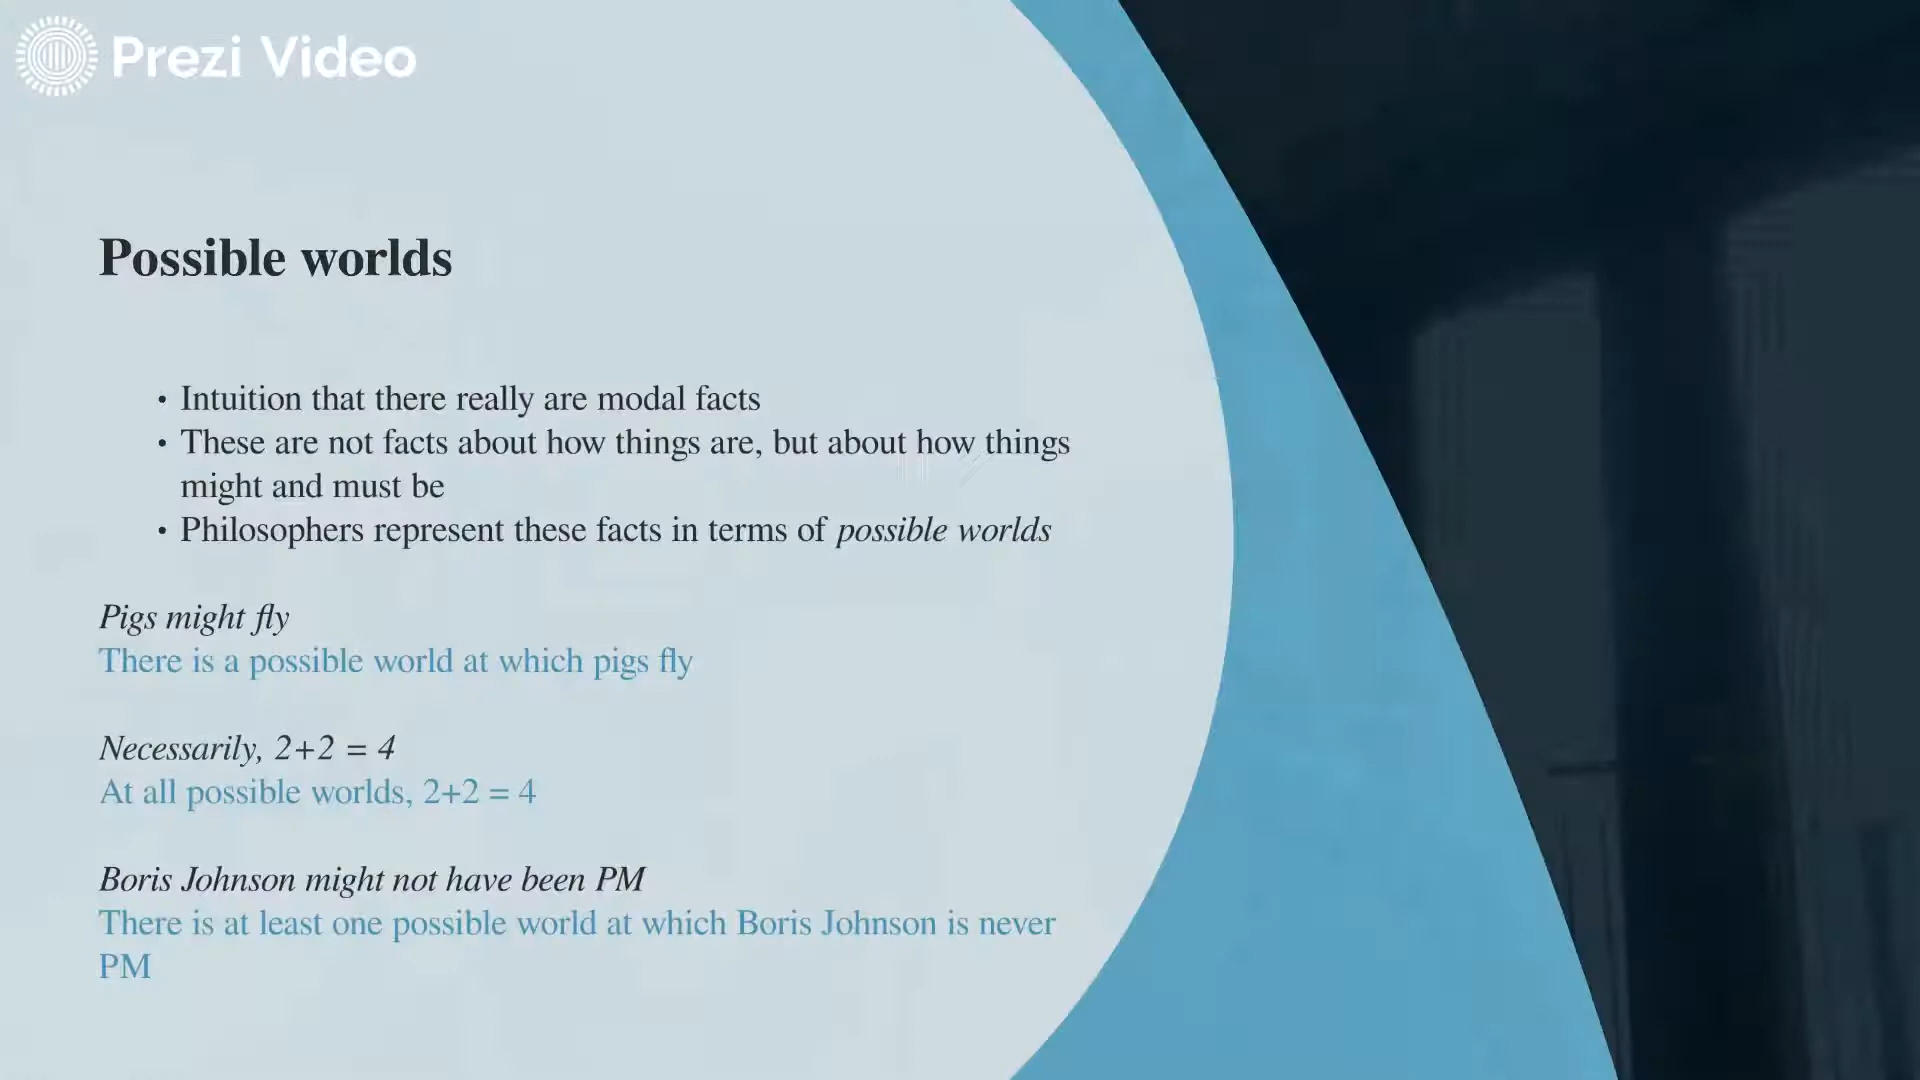 Prezi Video
Possible worlds
• Intuition that there really are modal facts
• These are not facts about how things are, but about how things
might and must be
• Philosophers represent these facts in terms of possible worlds
Pigs might fly
There is a possible world at which pigs fly
Necessarily, 2+2 = 4
At all possible worlds, 2+2 = 4
Boris Johnson might not have been PM
There is at least one possible world at which Boris Johnson is never
PM